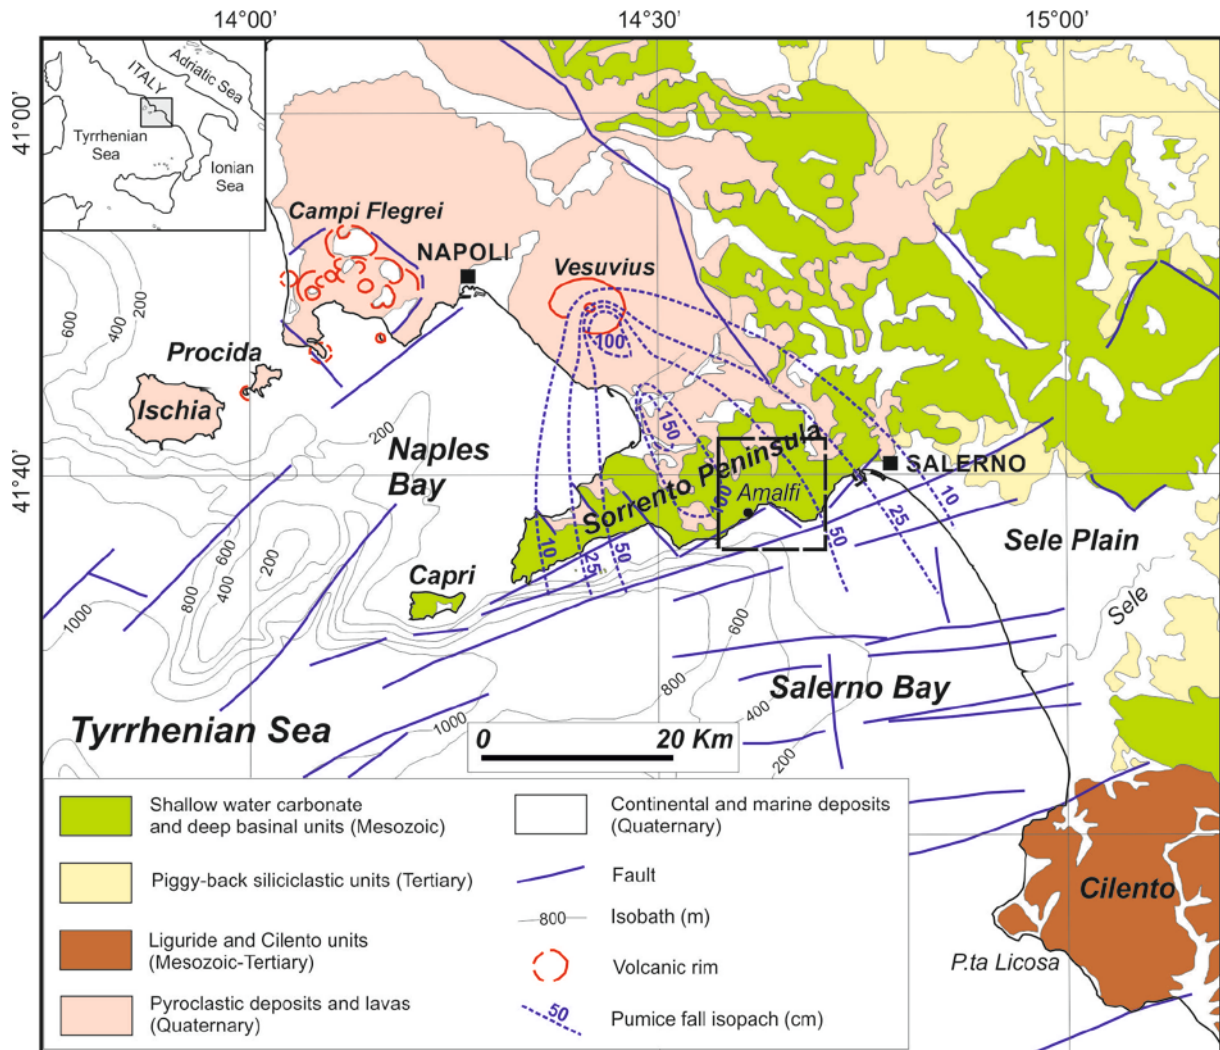 14°00'
14°30'
15°00'
41°00'
41°40'
ITALY
Adriatic Sea
Tyrrhenian
Sea
Ionian
Sea
Campi Flegrei
NAPOLI
Vesuvius
Procida
Ischia
Naples
Bay
Capri
Sorrento Peninsula
Amalfi
SALERNO
Sele Plain
Sele
Salerno Bay
Tyrrhenian Sea
Cilento
P.ta Licosa
600
400
200
200
600
800
400
200
1000
1000
600
800
400
200
100
150
100
10
25
50
50
25
10
0 20 Km
Shallow water carbonate
and deep basinal units (Mesozoic)
Piggy-back siliciclastic units (Tertiary)
Liguride and Cilento units
(Mesozoic-Tertiary)
Pyroclastic deposits and lavas
(Quaternary)
Continental and marine deposits
(Quaternary)
Fault
800 Isobath (m)
Volcanic rim
50 Pumice fall isopach (cm)